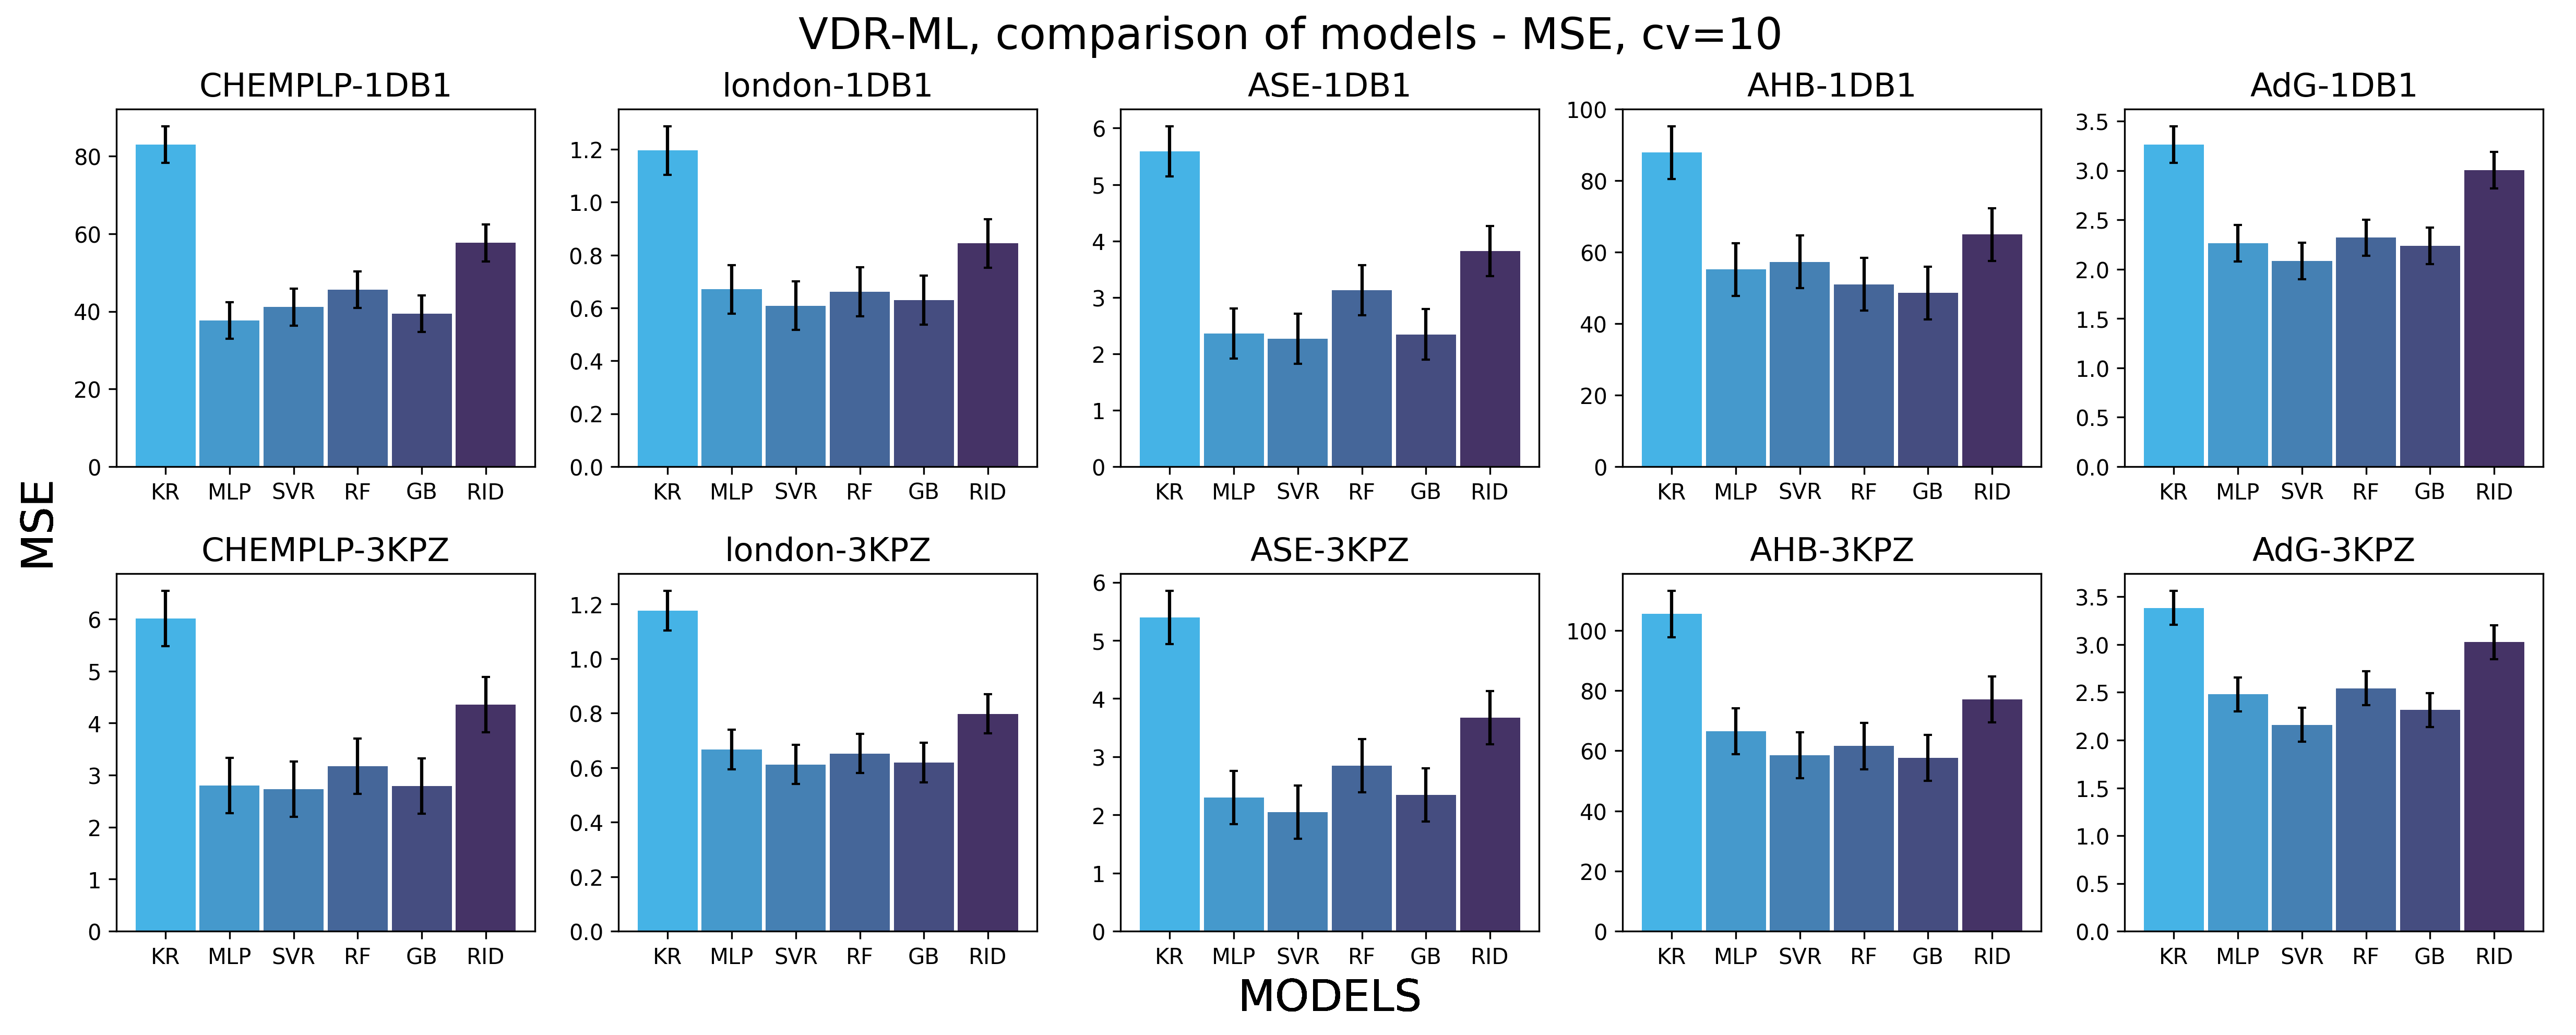 VDR-ML, comparison of models - MSE, cv=10
CHEMPLP-1DB1
80
60
40
20
0
KR MLP SVR RF GB RID
london-1DB1
1.2
1.0
0.8
0.6
0.4
0.2
0.0
KR MLP SVR RF GB RID
ASE-1DB1
6
5
4
3
2
1
0
KR MLP SVR RF GB RID
AHB-1DB1
100
80
60
40
20
0
KR MLP SVR RF GB RID
AdG-1DB1
3.5
3.0
2.5
2.0
1.5
1.0
0.5
0.0
KR MLP SVR RF GB RID
MSE
CHEMPLP-3KPZ
6
5
4
3
2
1
0
KR MLP SVR RF GB RID
london-3KPZ
1.2
1.0
0.8
0.6
0.4
0.2
0.0
KR MLP SVR RF GB RID
ASE-3KPZ
6
5
4
3
2
1
0
KR MLP SVR RF GB RID
AHB-3KPZ
100
80
60
40
20
0
KR MLP SVR RF GB RID
AdG-3KPZ
3.5
3.0
2.5
2.0
1.5
1.0
0.5
0.0
KR MLP SVR RF GB RID
MODELS